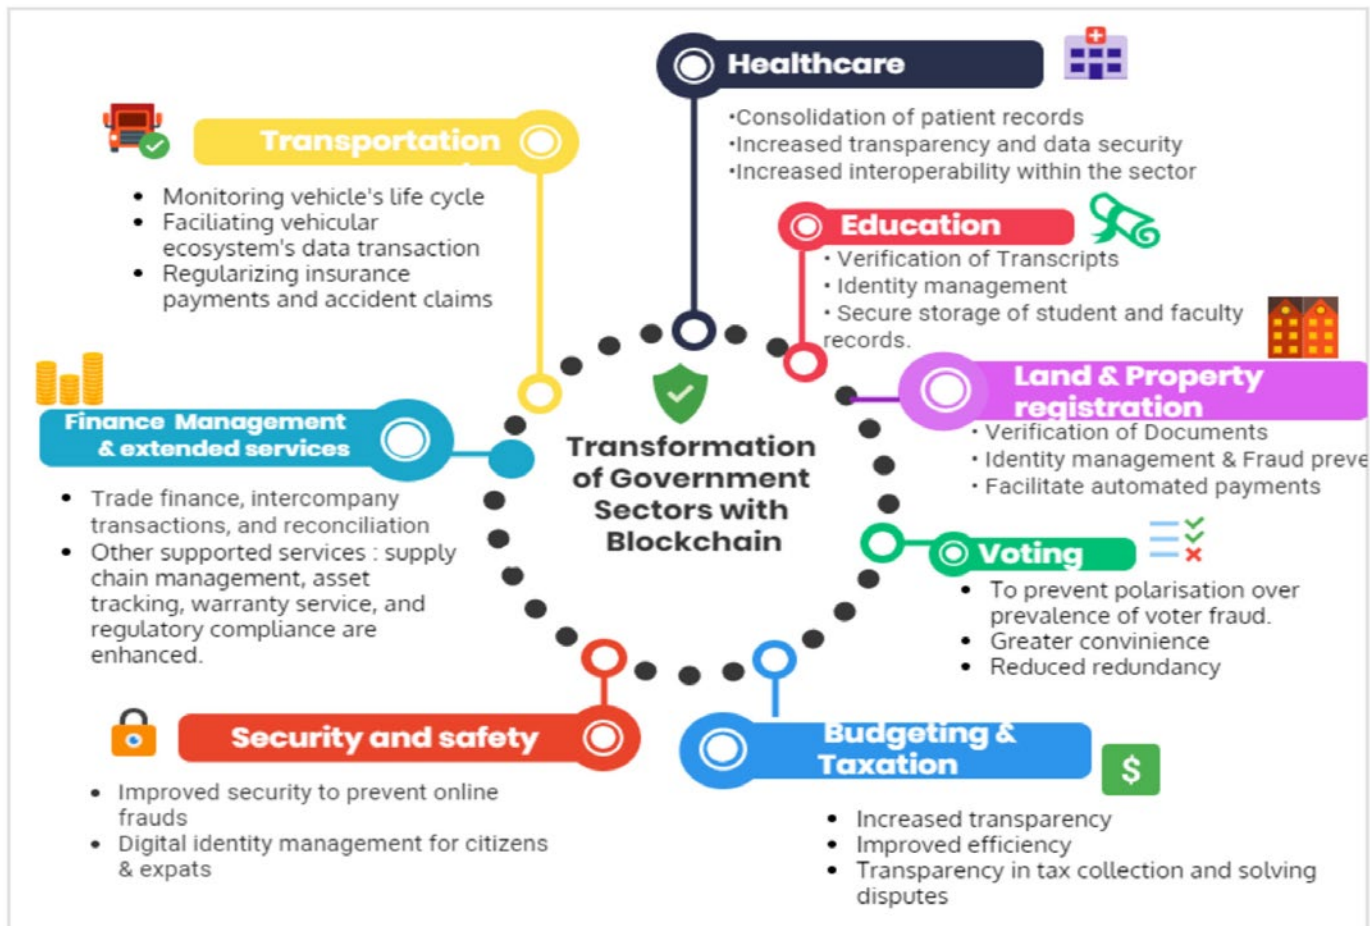 Healthcare
•Consolidation of patient records
•Increased transparency and data security
•Increased interoperability within the sector
Transportation
• Monitoring vehicle's life cycle
• Faciliating vehicular
ecosystem's data transaction
• Regularizing insurance
payments and accident claims
Education
• Verification of Transcripts
• Identity management
• Secure storage of student and faculty
records.
Land & Property
registration
• Verification of Documents
• Identity management & Fraud preve
• Facilitate automated payments
Finance Management
& extended services
• Trade finance, intercompany
transactions, and reconciliation
• Other supported services : supply
chain management, asset
tracking, warranty service, and
regulatory compliance are
enhanced.
Transformation
of Government
Sectors with
Blockchain
Voting
• To prevent polarisation over
prevalence of voter fraud.
• Greater convinience
• Reduced redundancy
Security and safety
• Improved security to prevent online
frauds
• Digital identity management for citizens
& expats
Budgeting &
Taxation
$
• Increased transparency
• Improved efficiency
• Transparency in tax collection and solving
disputes